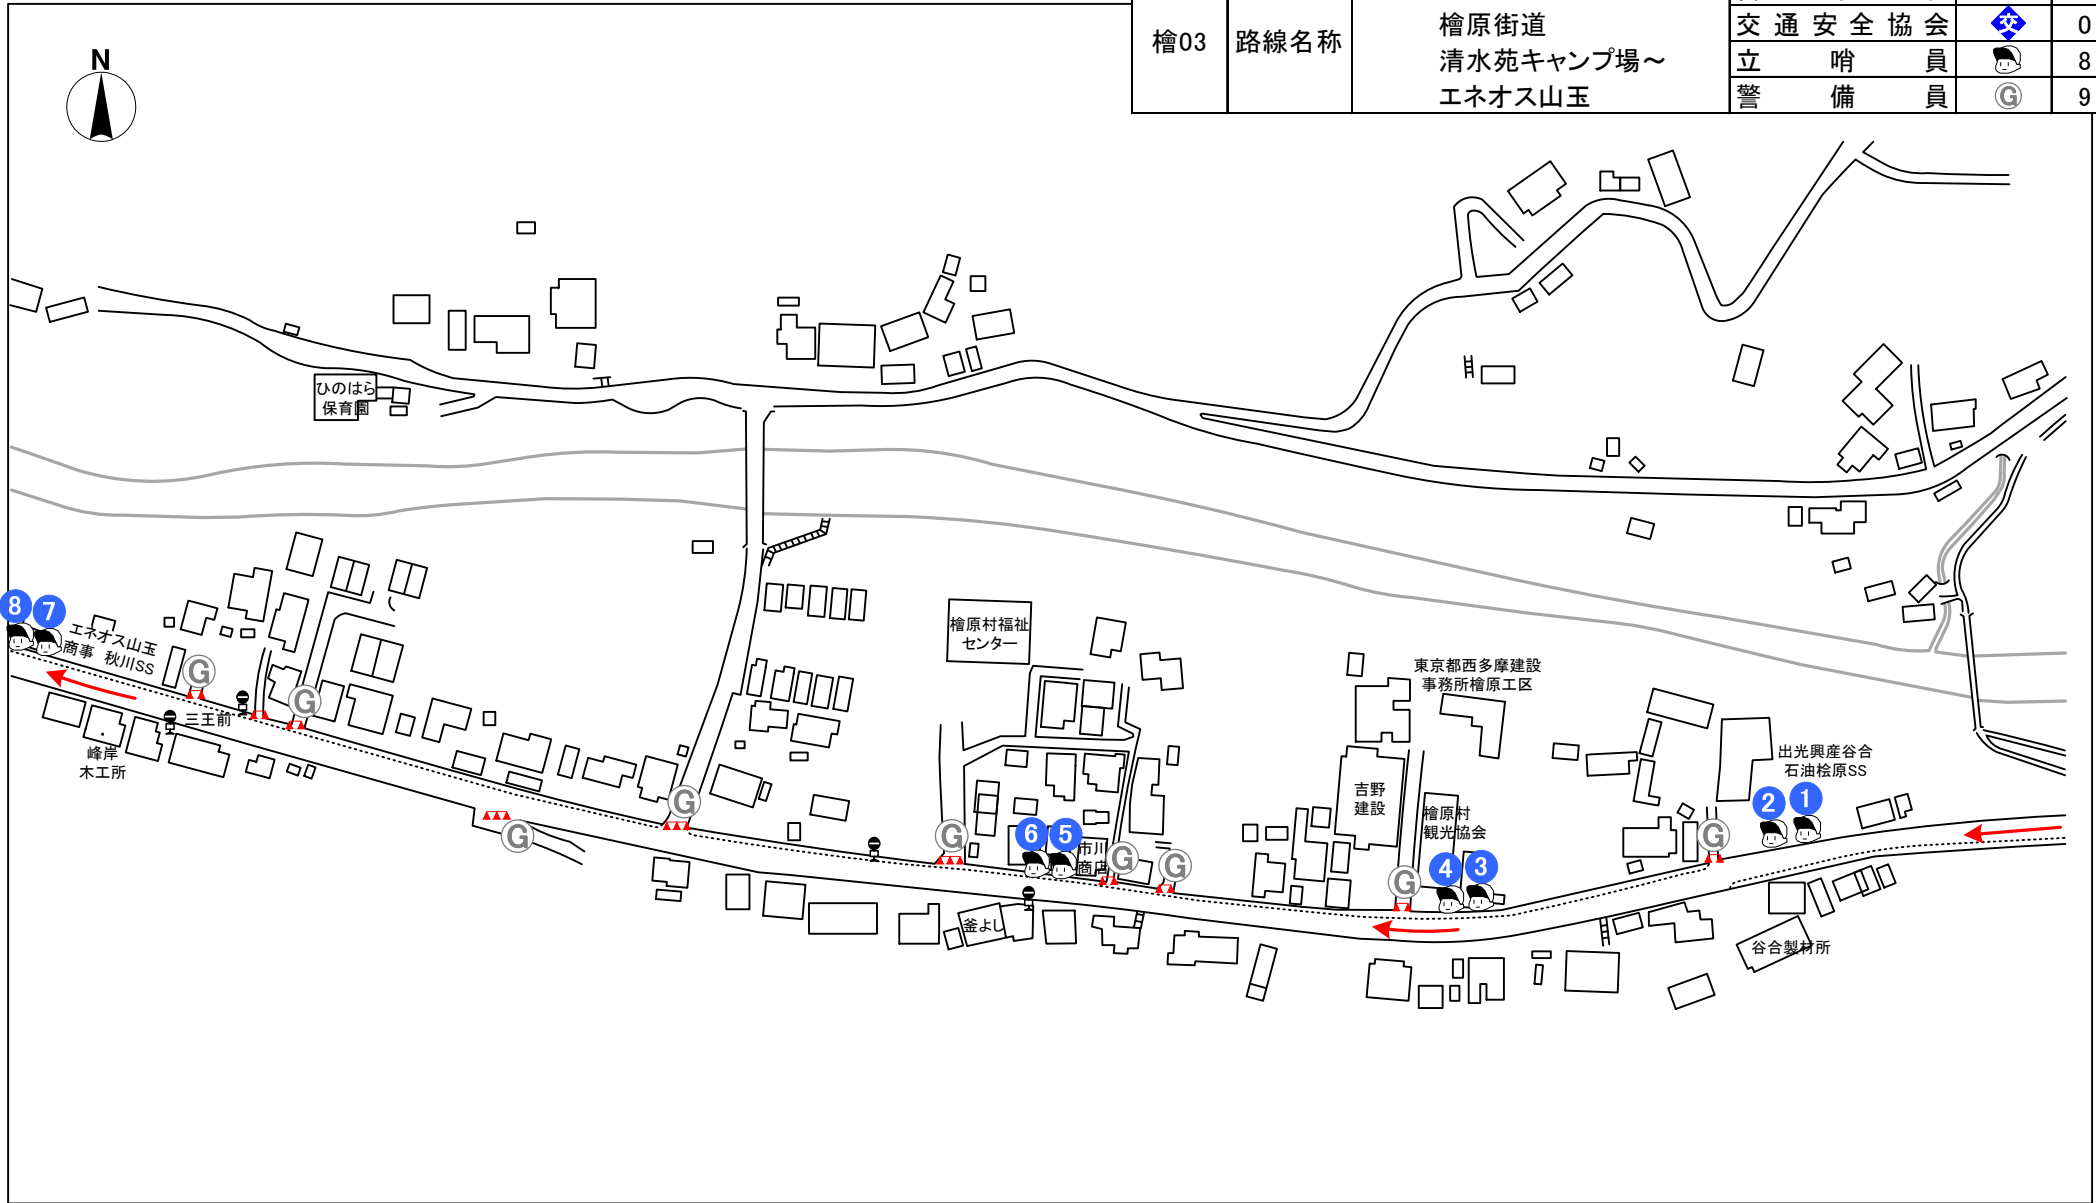 檜03
路線名称
檜原街道
清水苑キャンプ場～
エネオス山玉
交通安全協会
交
0
立哨員
8
警備員
G
9
N
ひのはら
保育園
檜原村福祉
センター
東京都西多摩建設
事務所檜原工区
8
7
エネオス山玉
商事 秋川SS
G
G
三王前
峰岸
木工所
G
G
G
6
5
市川
商店
G
G
釜よし
吉野
建設
檜原村
観光協会
G
4
3
出光興産谷合
石油桧原SS
2
1
G
谷合製材所